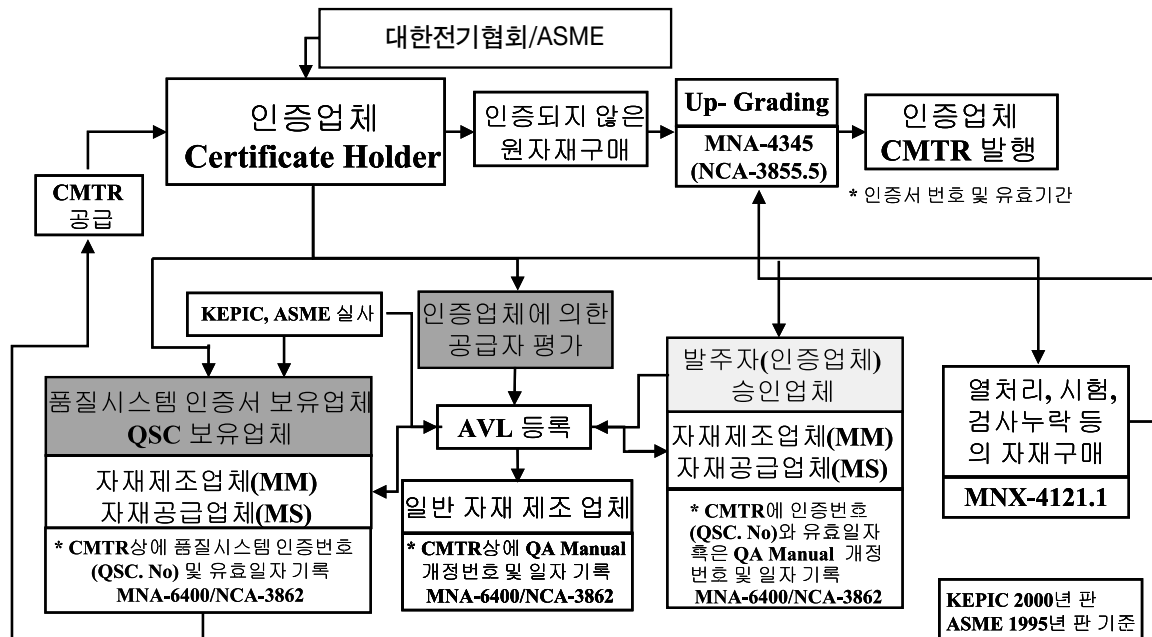 대한전기협회/ASME
인증업체
Certificate Holder
인증되지 않은
원자재구매
Up- Grading
MNA-4345
(NCA-3855.5)
인증업체
CMTR 발행
* 인증서 번호 및 유효기간
CMTR
공급
KEPIC, ASME 실사
인증업체에 의한
공급자 평가
발주자(인증업체)
승인업체
열처리, 시험,
검사누락 등
의 자재구매
MNX-4121.1
품질시스템 인증서 보유업체
QSC 보유업체
AVL 등록
자재제조업체(MM)
자재공급업체(MS)
자재제조업체(MM)
자재공급업체(MS)
일반 자재 제조 업체
* CMTR상에 품질시스템 인증번호
(QSC. No) 및 유효일자 기록
MNA-6400/NCA-3862
* CMTR상에 QA Manual
개정번호 및 일자 기록
MNA-6400/NCA-3862
* CMTR에 인증번호
(QSC. No)와 유효일자
혹은 QA Manual 개정
번호 및 일자 기록
MNA-6400/NCA-3862
KEPIC 2000년 판
ASME 1995년 판 기준